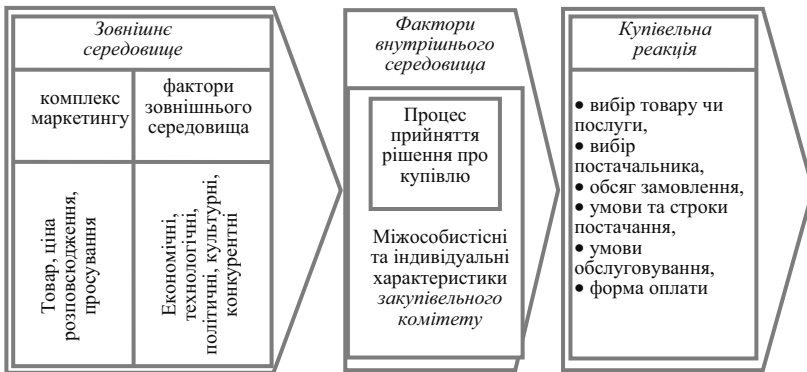 Зовнішнє
середовище
комплекс
маркетингу
фактори
зовнішнього
середовища
Товар, ціна
розповсюдження,
просування
Економічні,
технологічні,
політичні, культурні,
конкурентні
Фактори
внутрішнього
середовища
Процес
прийняття
рішення про
купівлю
Міжособистісні
та індивідуальні
характеристики
закупівельного
комітету
Купівельна
реакція
• вибір товару чи
послуги,
• вибір
постачальника,
• обсяг замовлення,
• умови та строки
постачання,
• умови
обслуговування,
• форма оплати